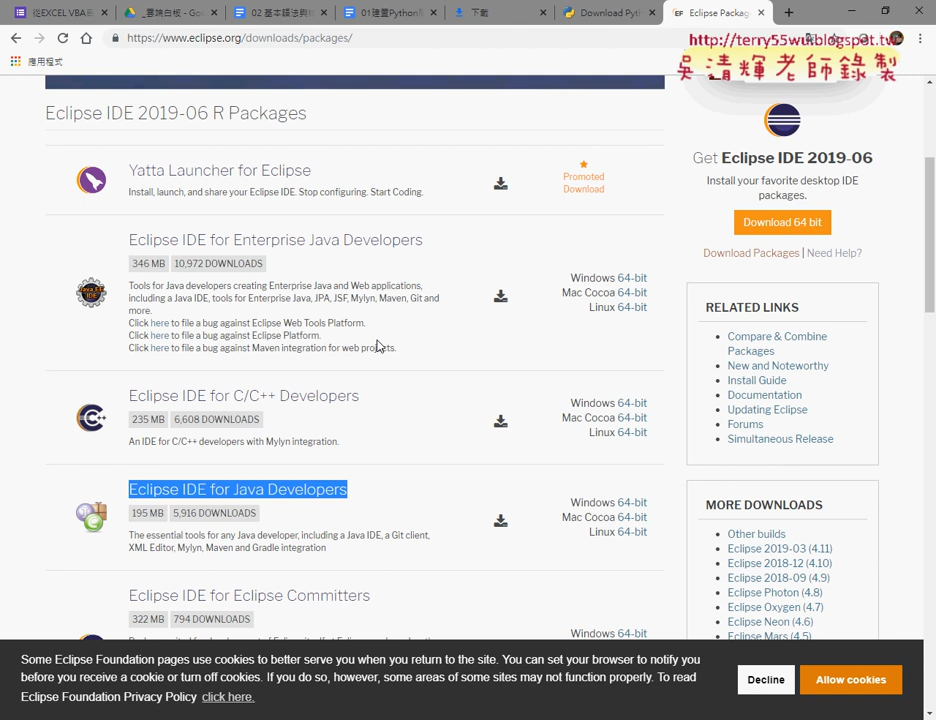 從EXCEL VBA
_雲端白板 - Go
02 基本語法與
01建置Python
下載
Download Pyth
Eclipse Packag
https://www.eclipse.org/downloads/packages/
http://terry55wu.blogspot.tw
應用程式
吳清輝老師錄製
Eclipse IDE 2019-06 R Packages
Yatta Launcher for Eclipse
Install, launch, and share your Eclipse IDE. Stop configuring. Start Coding.
Promoted
Download
Eclipse IDE for Enterprise Java Developers
346 MB 10,972 DOWNLOADS
Tools for Java developers creating Enterprise Java and Web applications,
including a Java IDE, tools for Enterprise Java, JPA, JSF, Mylyn, Maven, Git and
more.
Click here to file a bug against Eclipse Web Tools Platform.
Click here to file a bug against Eclipse Platform.
Click here to file a bug against Maven integration for web projects.
Windows 64-bit
Mac Cocoa 64-bit
Linux 64-bit
Eclipse IDE for C/C++ Developers
235 MB 6,608 DOWNLOADS
An IDE for C/C++ developers with Mylyn integration.
Windows 64-bit
Mac Cocoa 64-bit
Linux 64-bit
Eclipse IDE for Java Developers
195 MB 5,916 DOWNLOADS
The essential tools for any Java developer, including a Java IDE, a Git client,
XML Editor, Mylyn, Maven and Gradle integration
Windows 64-bit
Mac Cocoa 64-bit
Linux 64-bit
Eclipse IDE for Eclipse Committers
322 MB 794 DOWNLOADS
Windows 64-bit
Get Eclipse IDE 2019-06
Install your favorite desktop IDE
packages.
Download 64 bit
Download Packages | Need Help?
RELATED LINKS
Compare & Combine
Packages
New and Noteworthy
Install Guide
Documentation
Updating Eclipse
Forums
Simultaneous Release
MORE DOWNLOADS
Other builds
Eclipse 2019-03 (4.11)
Eclipse 2018-12 (4.10)
Eclipse 2018-09 (4.9)
Eclipse Photon (4.8)
Eclipse Oxygen (4.7)
Eclipse Neon (4.6)
Eclipse Mars (4.5)
Some Eclipse Foundation pages use cookies to better serve you when you return to the site. You can set your browser to notify you
before you receive a cookie or turn off cookies. If you do so, however, some areas of some sites may not function properly. To read
Eclipse Foundation Privacy Policy click here.
Decline
Allow cookies